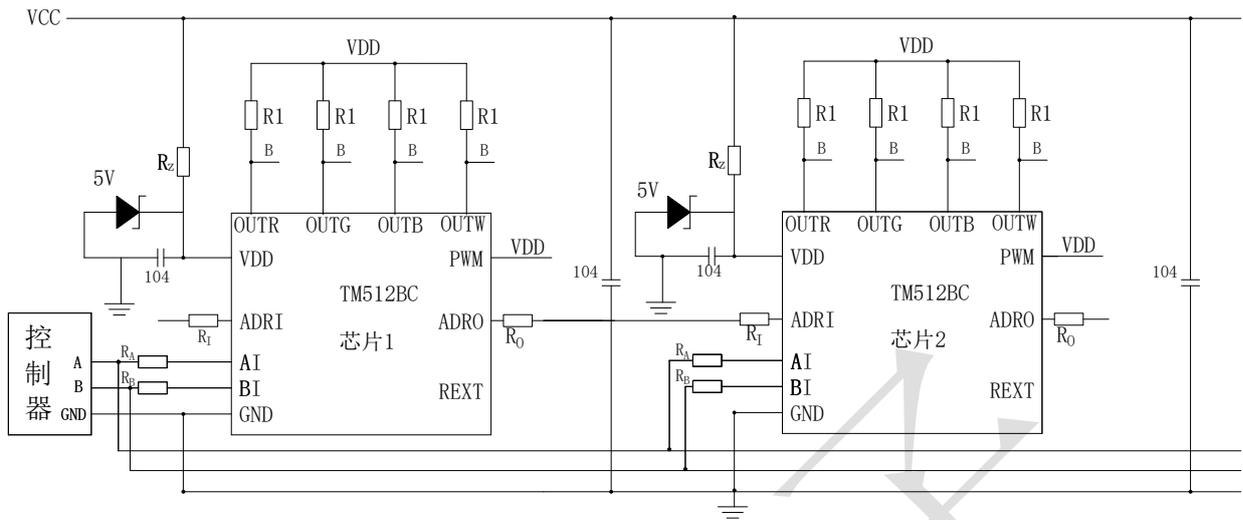 VCC
VDD
R1 R1 R1 R1
B B B B
RZ
5V
104
OUTR OUTG OUTB OUTW
VDD
PWM
VDD
TM512BC
芯片1
ADRI
RI
ADRO
RO
AI
BI
GND
REXT
RA
RB
控制器
A
B
GND
104
VDD
R1 R1 R1 R1
B B B B
RZ
5V
104
OUTR OUTG OUTB OUTW
VDD
PWM
VDD
TM512BC
芯片2
ADRI
RI
ADRO
RO
AI
BI
GND
REXT
RA
RB
104